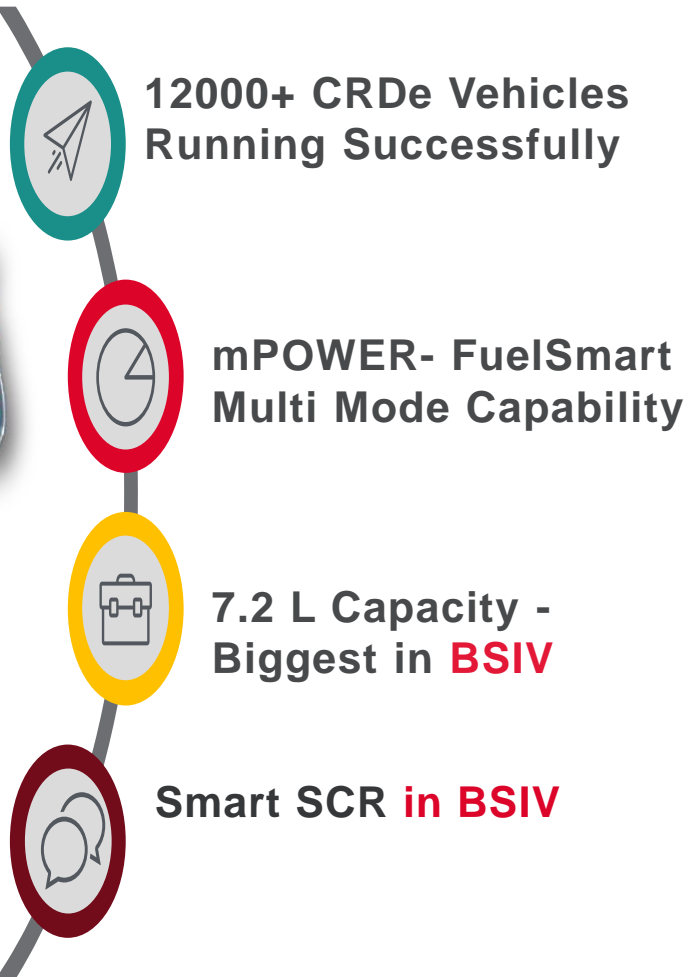 12000+ CRDe Vehicles
Running Successfully
mPOWER- FuelSmart
Multi Mode Capability
7.2 L Capacity -
Biggest in BSIV
Smart SCR in BSIV